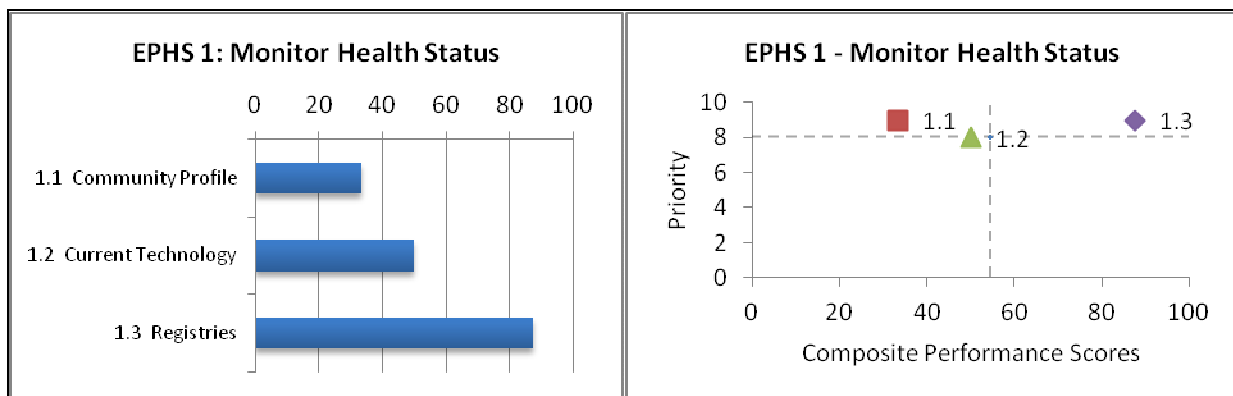 EPHS 1: Monitor Health Status
0 20 40 60 80 100
1.1 Community Profile
1.2 Current Technology
1.3 Registries
EPHS 1 - Monitor Health Status
Priority
10
8
6
4
2
0
1.1
1.2
1.3
0 20 40 60 80 100
Composite Performance Scores